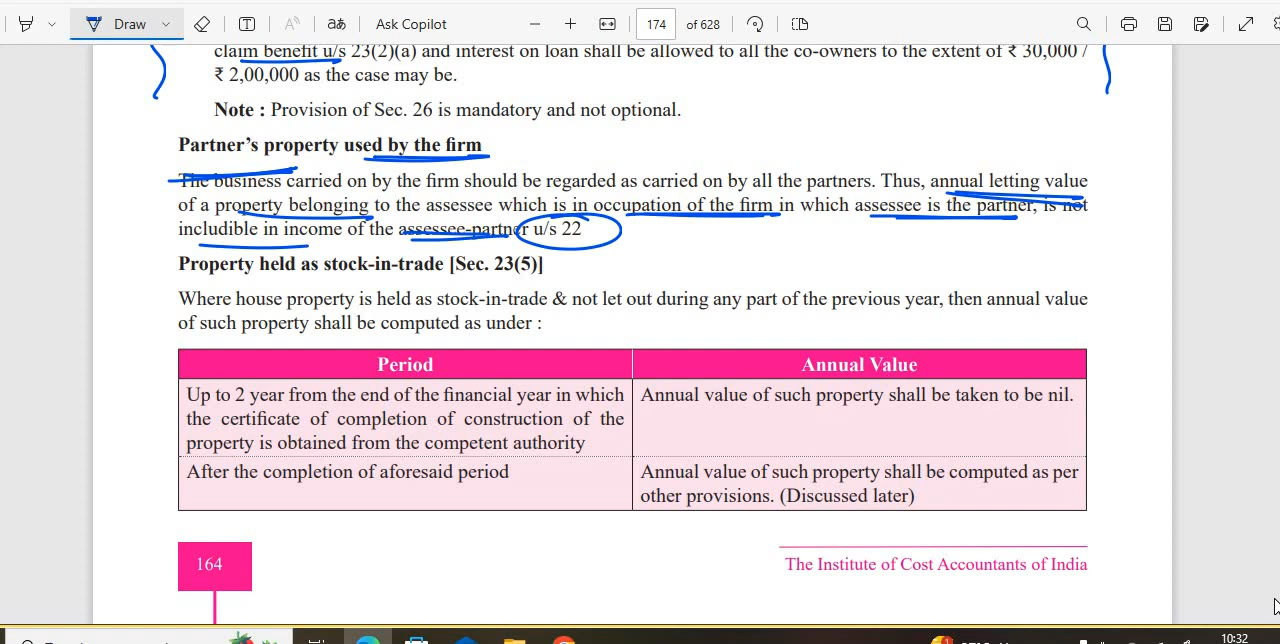 Draw
Ask Copilot
174 of 628
claim benefit u/s 23(2)(a) and interest on loan shall be allowed to all the co-owners to the extent of ₹ 30,000 /
₹ 2,00,000 as the case may be.
Note : Provision of Sec. 26 is mandatory and not optional.
Partner's property used by the firm
The business carried on by the firm should be regarded as carried on by all the partners. Thus, annual letting value
of a property belonging to the assessee which is in occupation of the firm in which assessee is the partner, is not
includible in income of the assessee-partner u/s 22
Property held as stock-in-trade [Sec. 23(5)]
Where house property is held as stock-in-trade & not let out during any part of the previous year, then annual value
of such property shall be computed as under :
Period
Annual Value
Up to 2 year from the end of the financial year in which
the certificate of completion of construction of the
property is obtained from the competent authority
Annual value of such property shall be taken to be nil.
After the completion of aforesaid period
Annual value of such property shall be computed as per
other provisions. (Discussed later)
164
The Institute of Cost Accountants of India
10:32